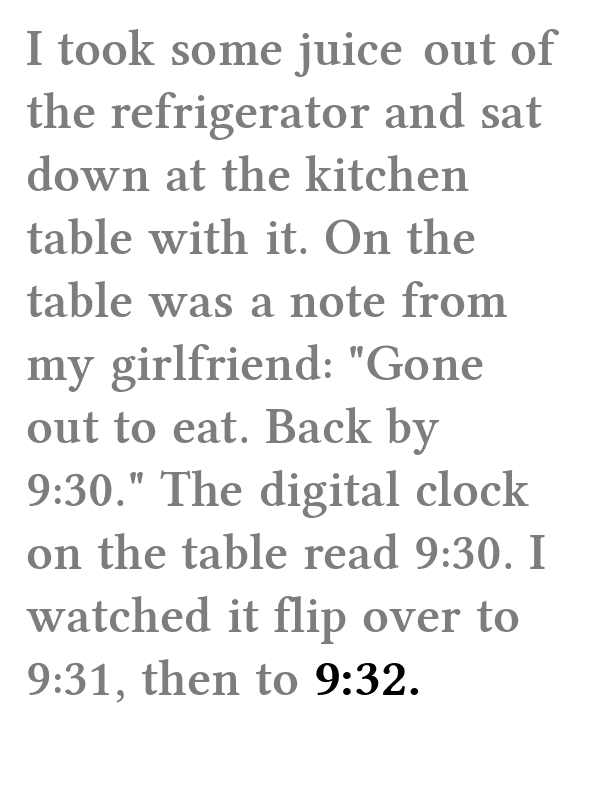 I took some juice out of
the refrigerator and sat
down at the kitchen
table with it. On the
table was a note from
my girlfriend: "Gone
out to eat. Back by
9:30." The digital clock
on the table read 9:30. I
watched it flip over to
9:31, then to 9:32.